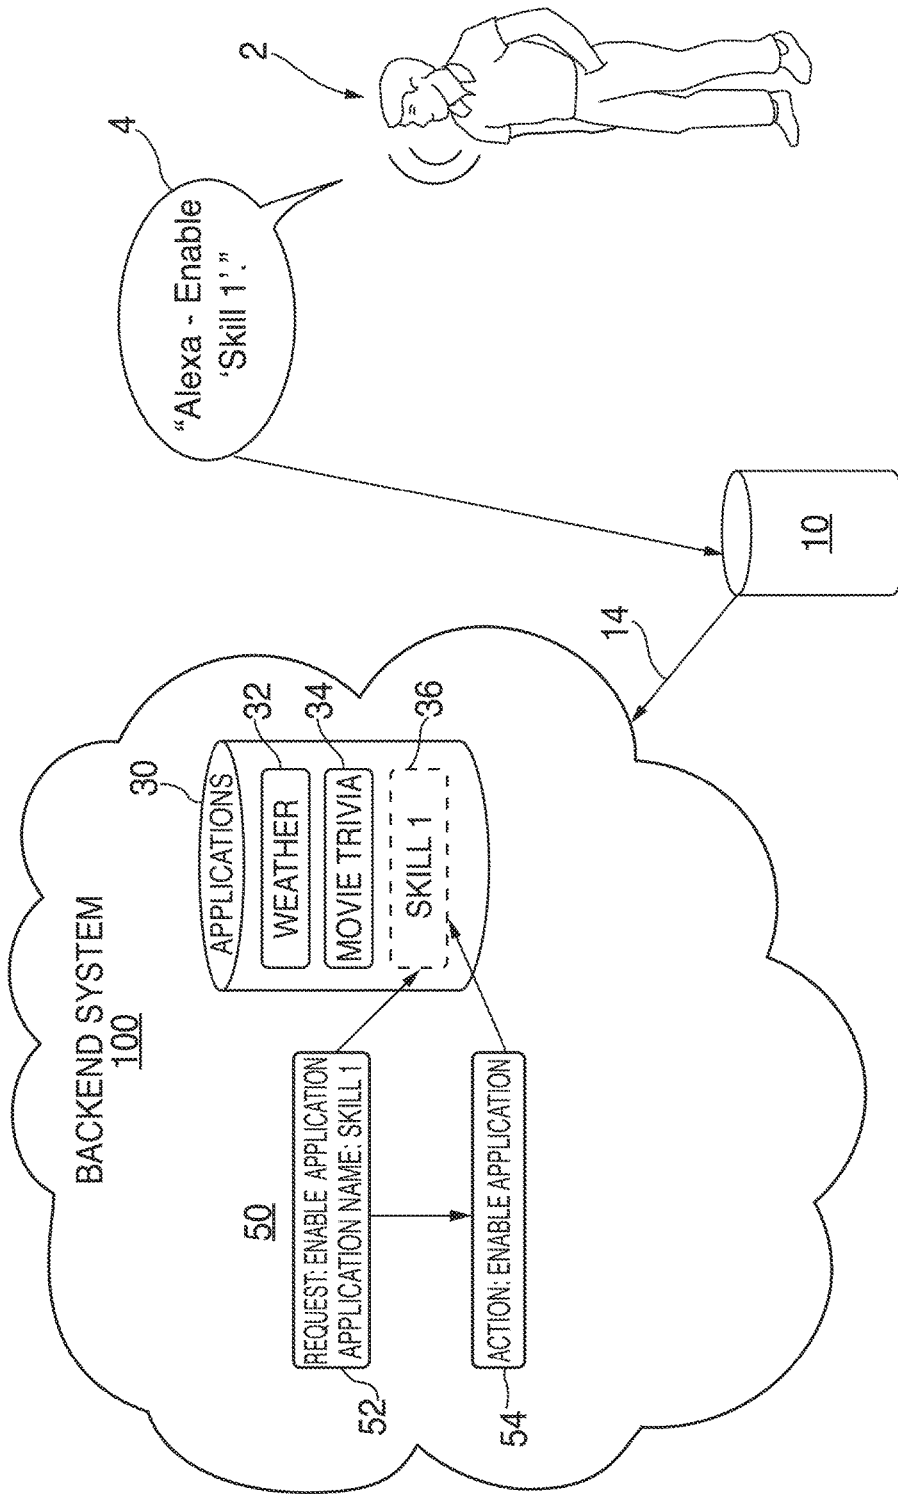 BACKEND SYSTEM
100
30
APPLICATIONS
WEATHER
32
MOVIE TRIVIA
34
SKILL 1
36
50
REQUEST: ENABLE APPLICATION
APPLICATION NAME: SKILL 1
52
ACTION: ENABLE APPLICATION
54
4
“Alexa - Enable
‘Skill 1’.”
2
14
10